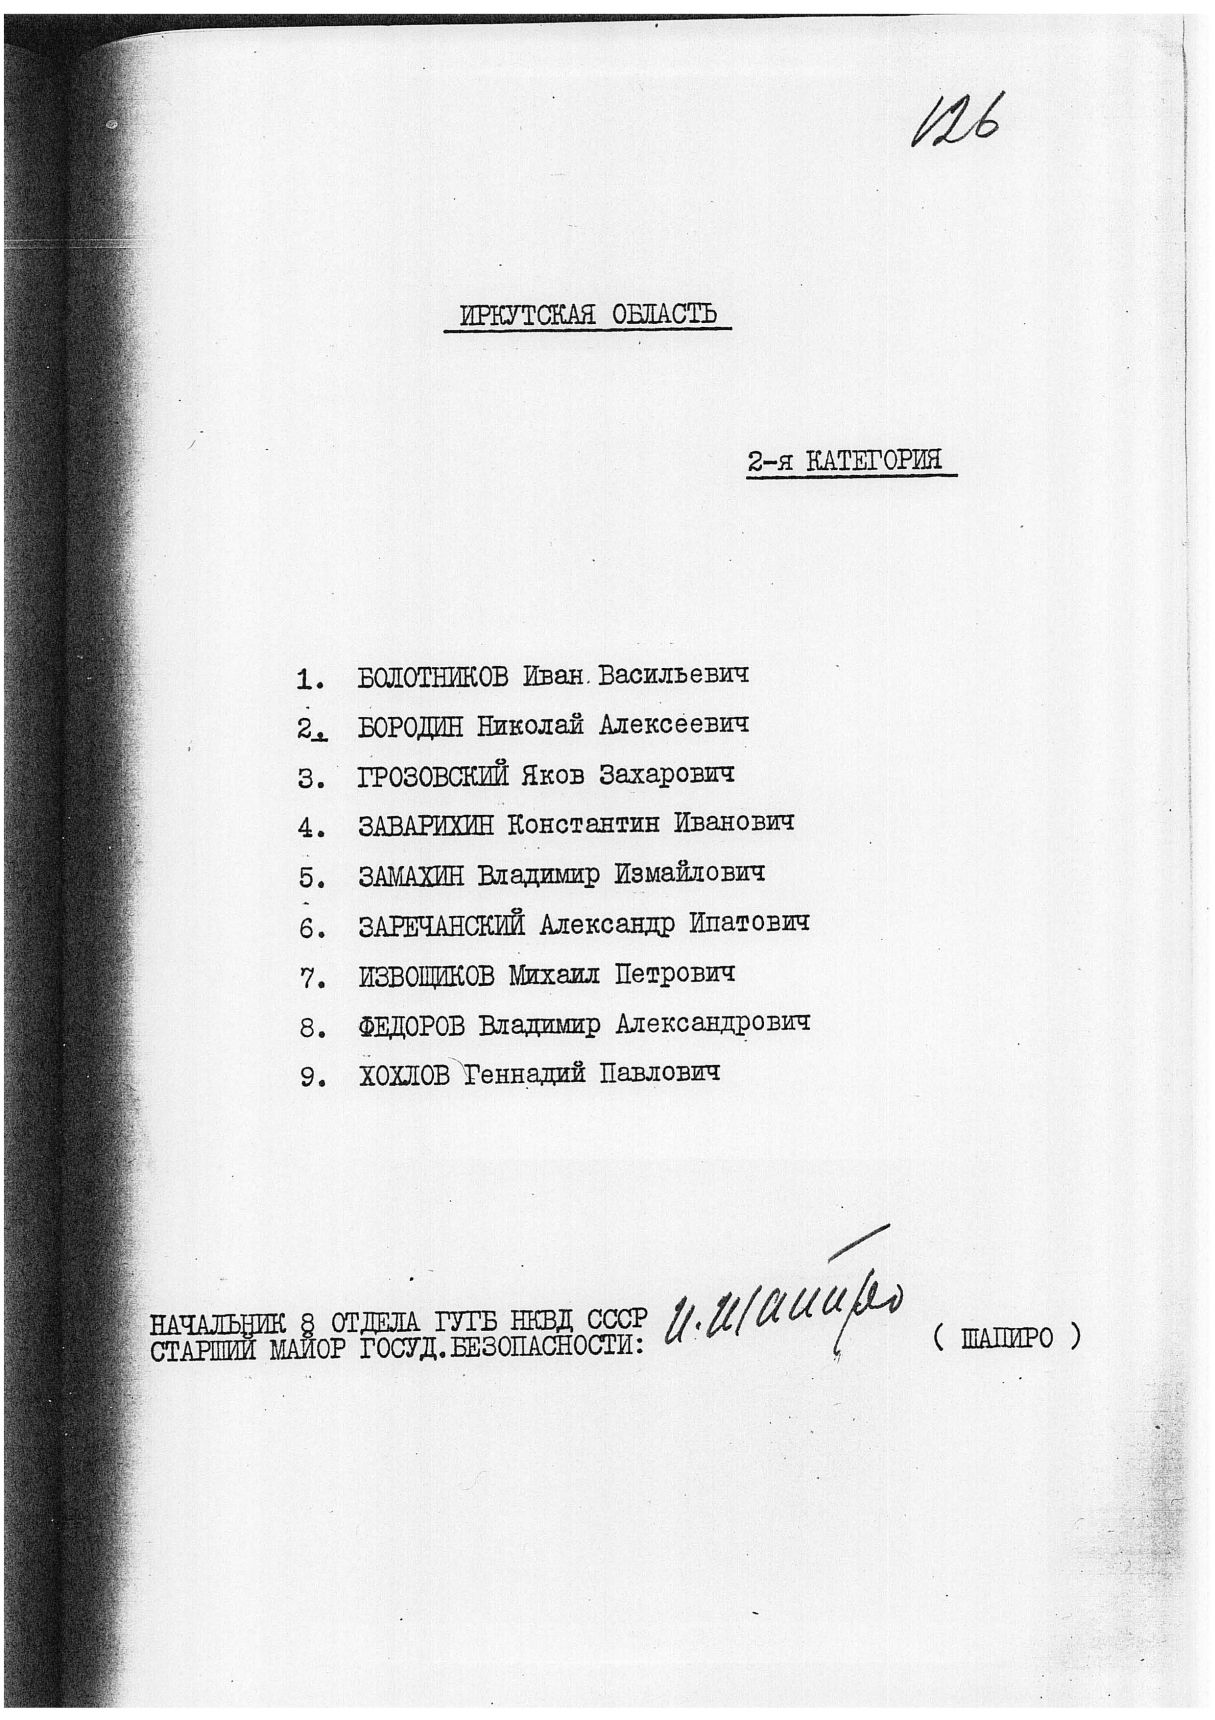 126
ИРКУТСКАЯ ОБЛАСТЬ
2-я КАТЕГОРИЯ
1. БОЛОТНИКОВ Иван Васильевич
2. БОРОДИН Николай Алексеевич
3. ГРОЗОВСКИЙ Яков Захарович
4. ЗАВАРИХИН Константин Иванович
5. ЗАМАХИН Владимир Измайлович
6. ЗАРЕЧАНСКИЙ Александр Ипатович
7. ИЗВОЩИКОВ Михаил Петрович
8. ФЕДОРОВ Владимир Александрович
9. ХОХЛОВ Геннадий Павлович
НАЧАЛЬНИК 8 ОТДЕЛА ГУГБ НКВД СССР
СТАРШИЙ МАЙОР ГОСУД.БЕЗОПАСНОСТИ: И. Шапиро ( ШАПИРО )